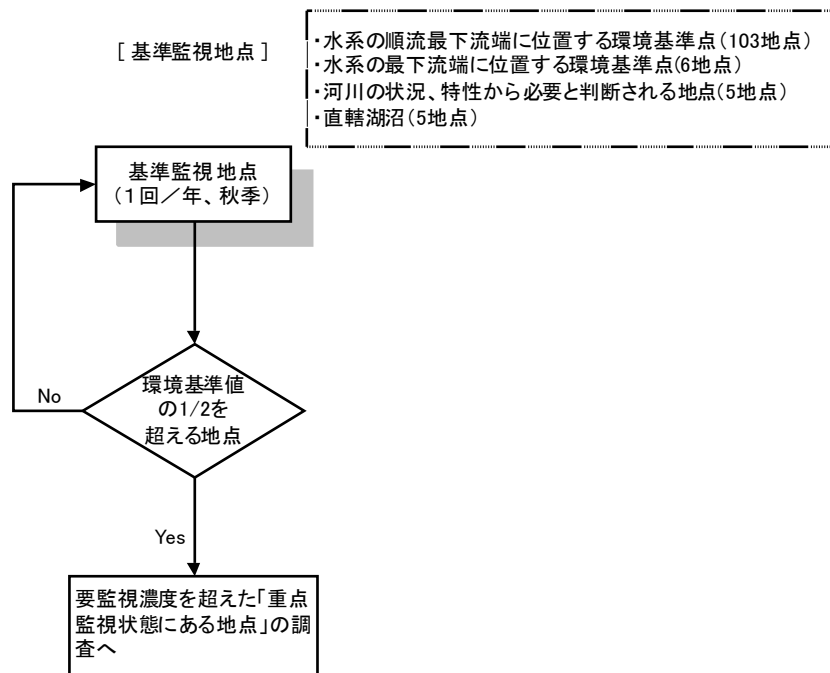 [ 基準監視地点 ]
・水系の順流最下流端に位置する環境基準点(103地点)
・水系の最下流端に位置する環境基準点(6地点)
・河川の状況、特性から必要と判断される地点(5地点)
・直轄湖沼(5地点)
基準監視地点
(1回／年、秋季)
環境基準値
の1/2を
超える地点
No
Yes
要監視濃度を超えた「重点
監視状態にある地点」の調
査へ